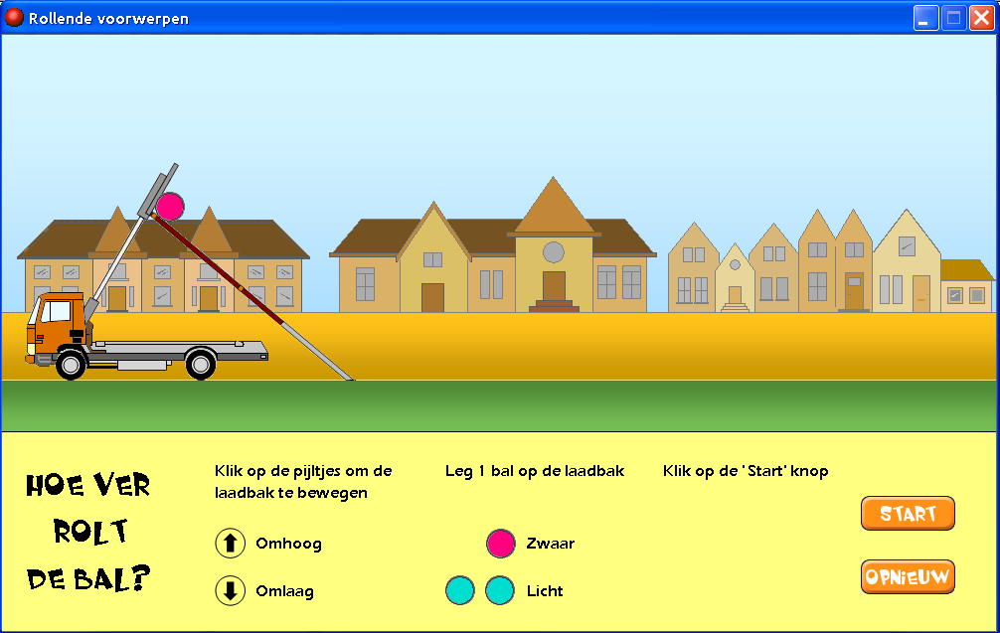 Rollende voorwerpen
HOE VER
ROLT
DE BAL?
Klik op de pijltjes om de
laadbak te bewegen
Omhoog
Omlaag
Leg 1 bal op de laadbak
Zwaar
Licht
Klik op de 'Start' knop
START
OPNiEUW